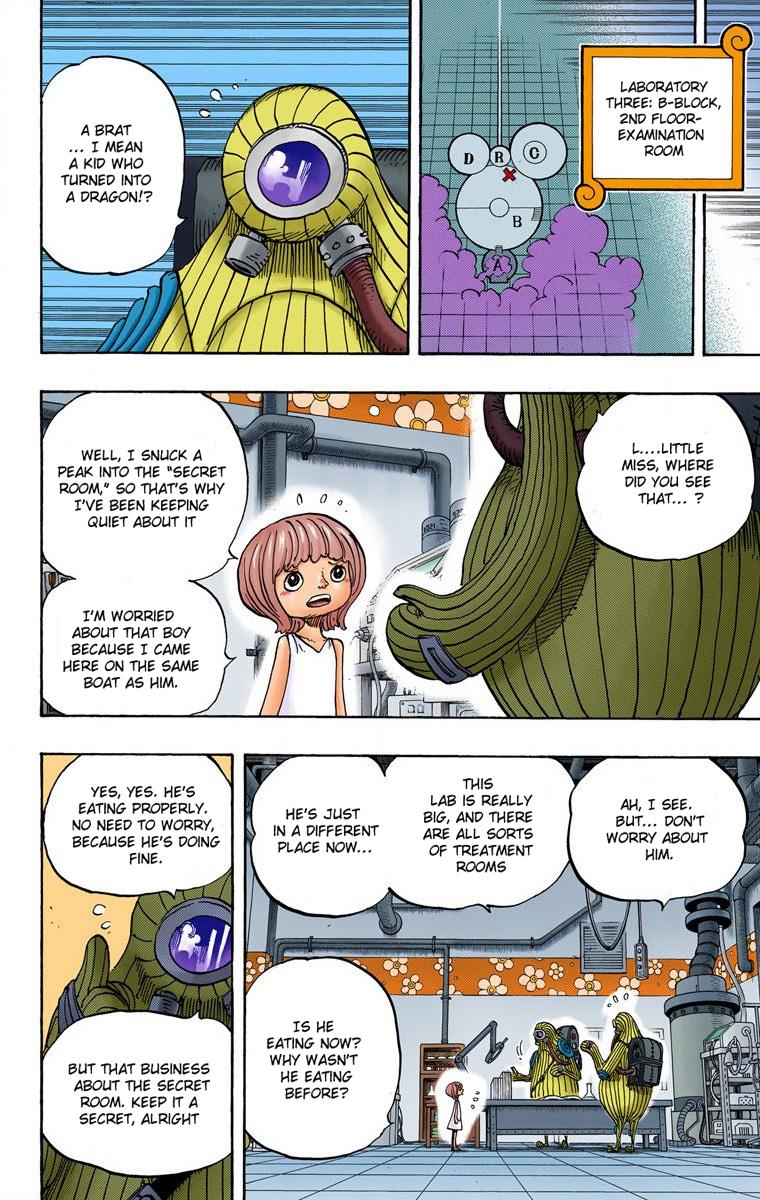 LABORATORY
THREE: B-BLOCK,
2ND FLOOR-
EXAMINATION
ROOM
D
R
C
B
A
A BRAT
... I MEAN
A KID WHO
TURNED INTO
A DRAGON!?
L....LITTLE
MISS, WHERE
DID YOU SEE
THAT... ?
WELL, I SNUCK A
PEAK INTO THE "SECRET
ROOM," SO THAT'S WHY
I'VE BEEN KEEPING
QUIET ABOUT IT
I'M WORRIED
ABOUT THAT BOY
BECAUSE I CAME
HERE ON THE SAME
BOAT AS HIM.
AH, I SEE.
BUT... DON'T
WORRY ABOUT
HIM.
THIS
LAB IS REALLY
BIG, AND THERE
ARE ALL SORTS
OF TREATMENT
ROOMS
HE'S JUST
IN A DIFFERENT
PLACE NOW...
IS HE
EATING NOW?
WHY WASN'T
HE EATING
BEFORE?
YES, YES. HE'S
EATING PROPERLY.
NO NEED TO WORRY,
BECAUSE HE'S DOING
FINE.
BUT THAT BUSINESS
ABOUT THE SECRET
ROOM. KEEP IT A
SECRET, ALRIGHT